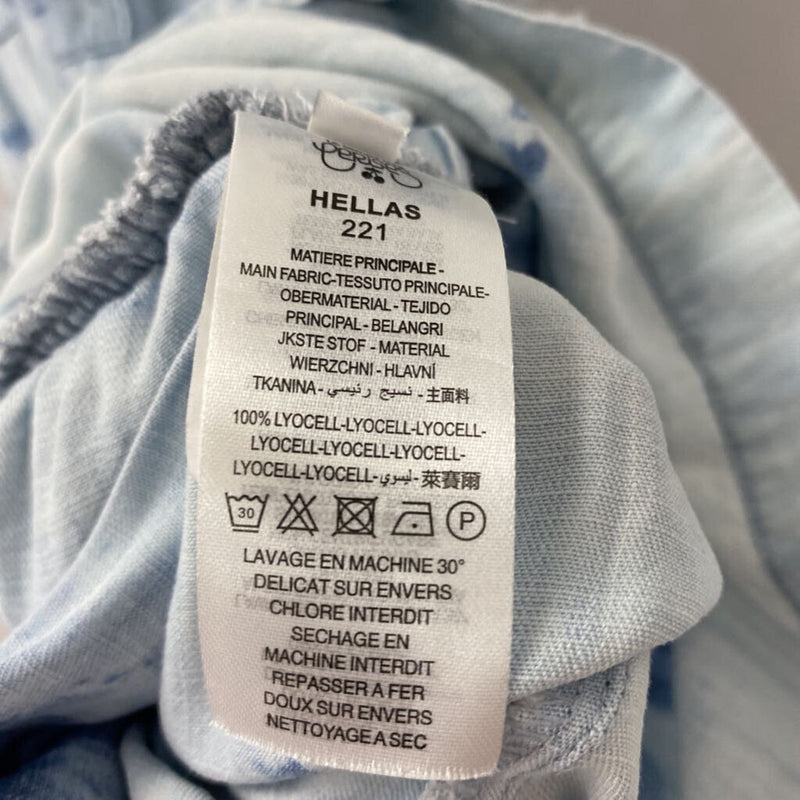 HELLAS
221
MATIERE PRINCIPALE-
MAIN FABRIC-TESSUTO PRINCIPALE-
OBERMATERIAL-TEJIDO
PRINCIPAL-BELANGRI
JKSTE STOF-MATERIAL
WIERZCHNI-HLAVNÍ
TKANINA-نسيج رئيسي-主面料
100% LYOCELL-LYOCELL-LYOCELL-
LYOCELL-LYOCELL-LYOCELL-
LYOCELL-LYOCELL-ليوسيل-萊賽爾
30 P
LAVAGE EN MACHINE 30°
DELICAT SUR ENVERS
CHLORE INTERDIT
SECHAGE EN
MACHINE INTERDIT
REPASSER A FER
DOUX SUR ENVERS
NETTOYAGE A SEC